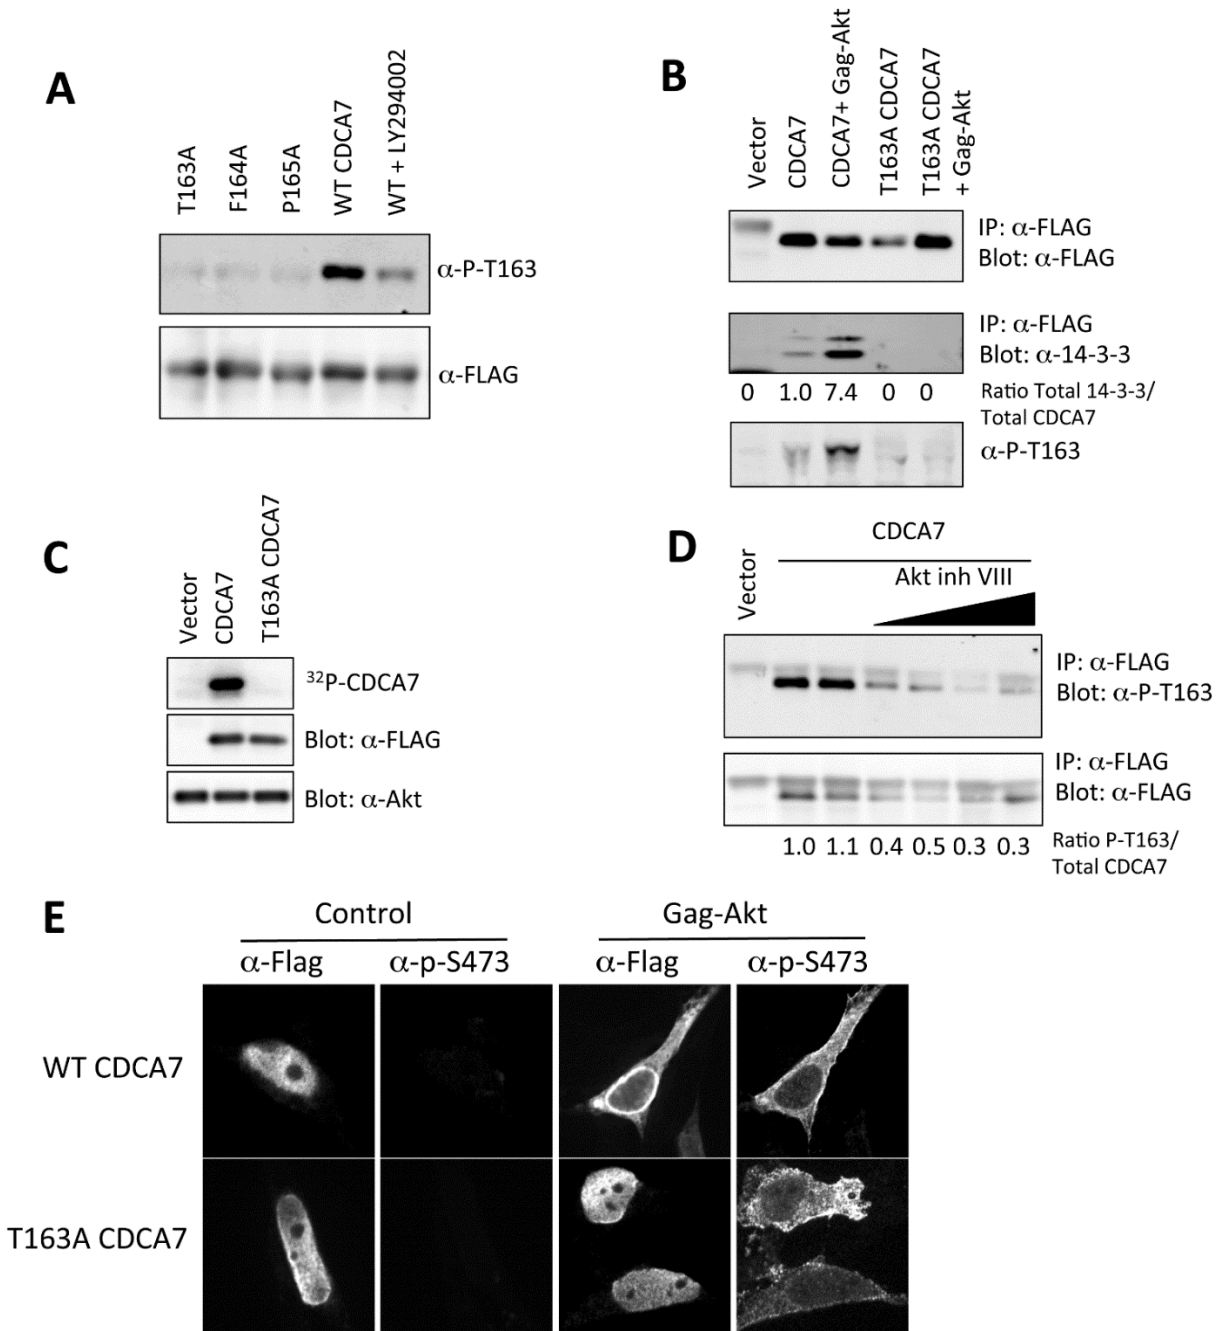 A
T163A
F164A
P165A
WT CDCA7
WT + LY294002
α-P-T163
α-FLAG
B
Vector
CDCA7
CDCA7+ Gag-Akt
T163A CDCA7
T163A CDCA7
+ Gag-Akt
IP: α-FLAG
Blot: α-FLAG
IP: α-FLAG
Blot: α-14-3-3
0 1.0 7.4 0 0
Ratio Total 14-3-3/
Total CDCA7
α-P-T163
C
Vector
CDCA7
T163A CDCA7
³²P-CDCA7
Blot: α-FLAG
Blot: α-Akt
D
Vector
CDCA7
Akt inh VIII
IP: α-FLAG
Blot: α-P-T163
IP: α-FLAG
Blot: α-FLAG
1.0 1.1 0.4 0.5 0.3 0.3
Ratio P-T163/
Total CDCA7
E
Control Gag-Akt
α-Flag α-p-S473 α-Flag α-p-S473
WT CDCA7
T163A CDCA7